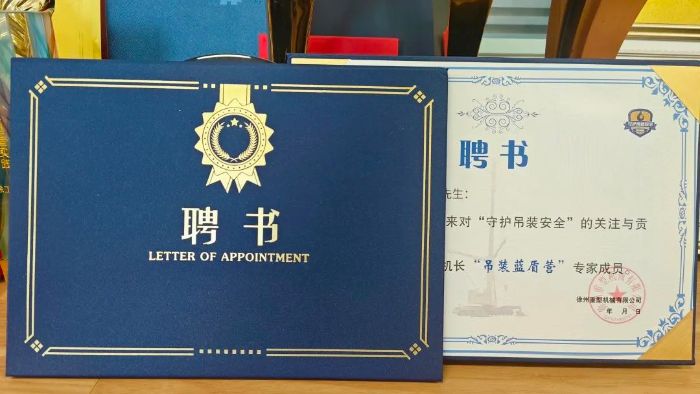 聘书
LETTER OF APPOINTMENT
聘书
先生：
来对“守护吊装安全”的关注与贡
机长“吊装蓝盾营”专家成员
徐州重型机械有限公司
年 月 日